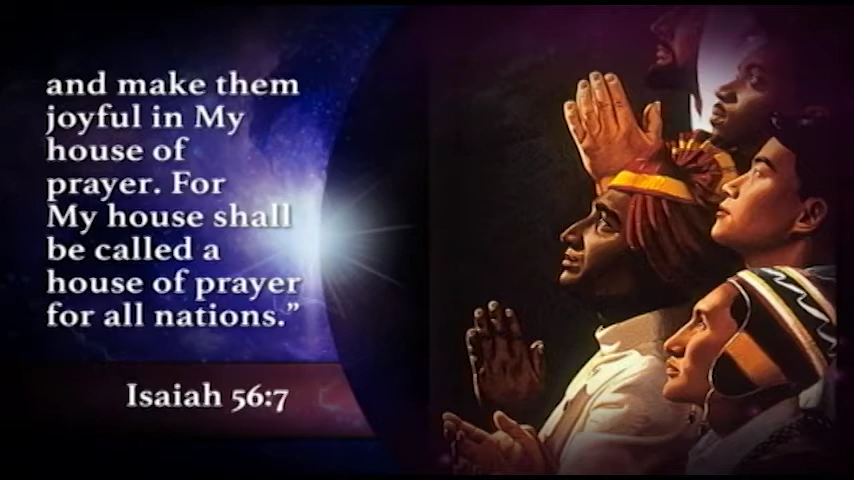 and make them
joyful in My
house of
prayer. For
My house shall
be called a
house of prayer
for all nations.”
Isaiah 56:7